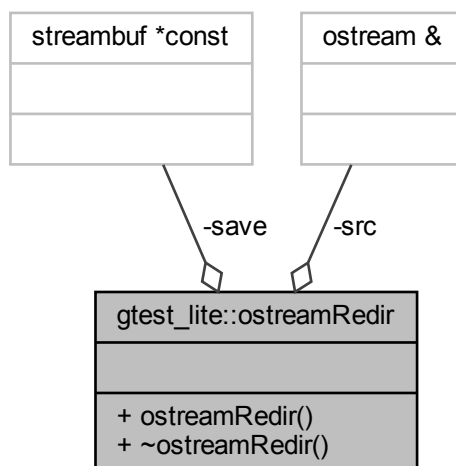 streambuf *const
ostream &
-save
-src
gtest_lite::ostreamRedir
+ ostreamRedir()
+ ~ostreamRedir()